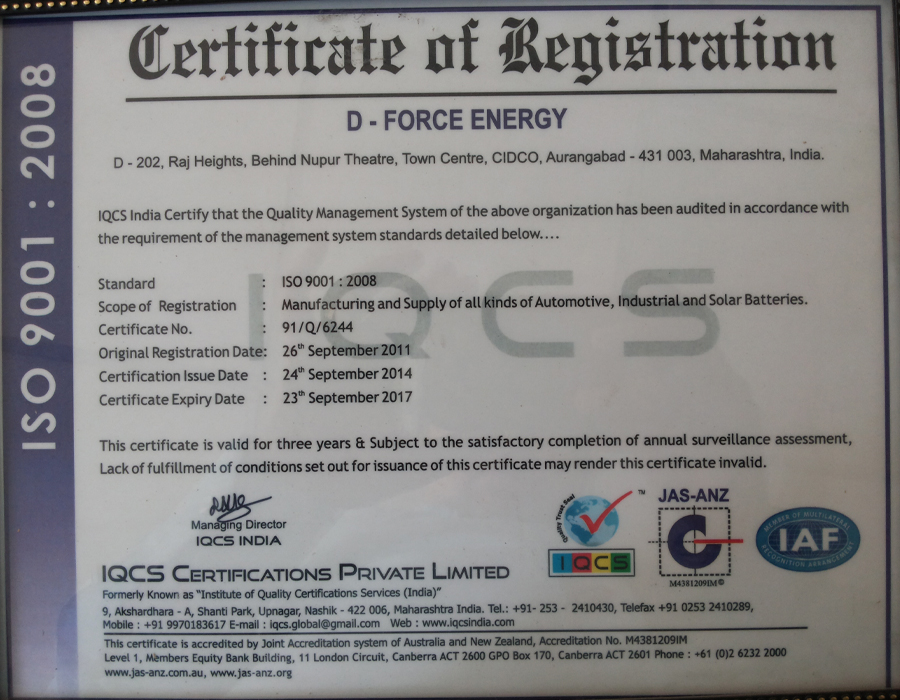 Certificate of Registration
ISO 9001 : 2008
D - FORCE ENERGY
D - 202, Raj Heights, Behind Nupur Theatre, Town Centre, CIDCO, Aurangabad - 431 003, Maharashtra, India.
IQCS India Certify that the Quality Management System of the above organization has been audited in accordance with
the requirement of the management system standards detailed below....
IQCS
Standard : ISO 9001 : 2008
Scope of Registration : Manufacturing and Supply of all kinds of Automotive, Industrial and Solar Batteries.
Certificate No. : 91/Q/6244
Original Registration Date: 26th September 2011
Certification Issue Date : 24th September 2014
Certificate Expiry Date : 23rd September 2017
This certificate is valid for three years & Subject to the satisfactory completion of annual surveillance assessment,
Lack of fulfillment of conditions set out for issuance of this certificate may render this certificate invalid.
Managing Director
IQCS INDIA
Quality Trust Seal
TM
IQCS
JAS-ANZ
M4381209IM©
MEMBER OF MULTILATERAL
IAF
RECOGNITION ARRANGEMENT
IQCS CERTIFICATIONS PRIVATE LIMITED
Formerly Known as "Institute of Quality Certifications Services (India)"
9, Akshardhara - A, Shanti Park, Upnagar, Nashik - 422 006, Maharashtra India. Tel.: +91- 253 - 2410430, Telefax +91 0253 2410289,
Mobile : +91 9970183617 E-mail : iqcs.global@gmail.com Web : www.iqcsindia.com
This certificate is accredited by Joint Accreditation system of Australia and New Zealand, Accreditation No. M4381209IM
Level 1, Members Equity Bank Building, 11 London Circuit, Canberra ACT 2600 GPO Box 170, Canberra ACT 2601 Phone : +61 (0)2 6232 2000
www.jas-anz.com.au, www.jas-anz.org